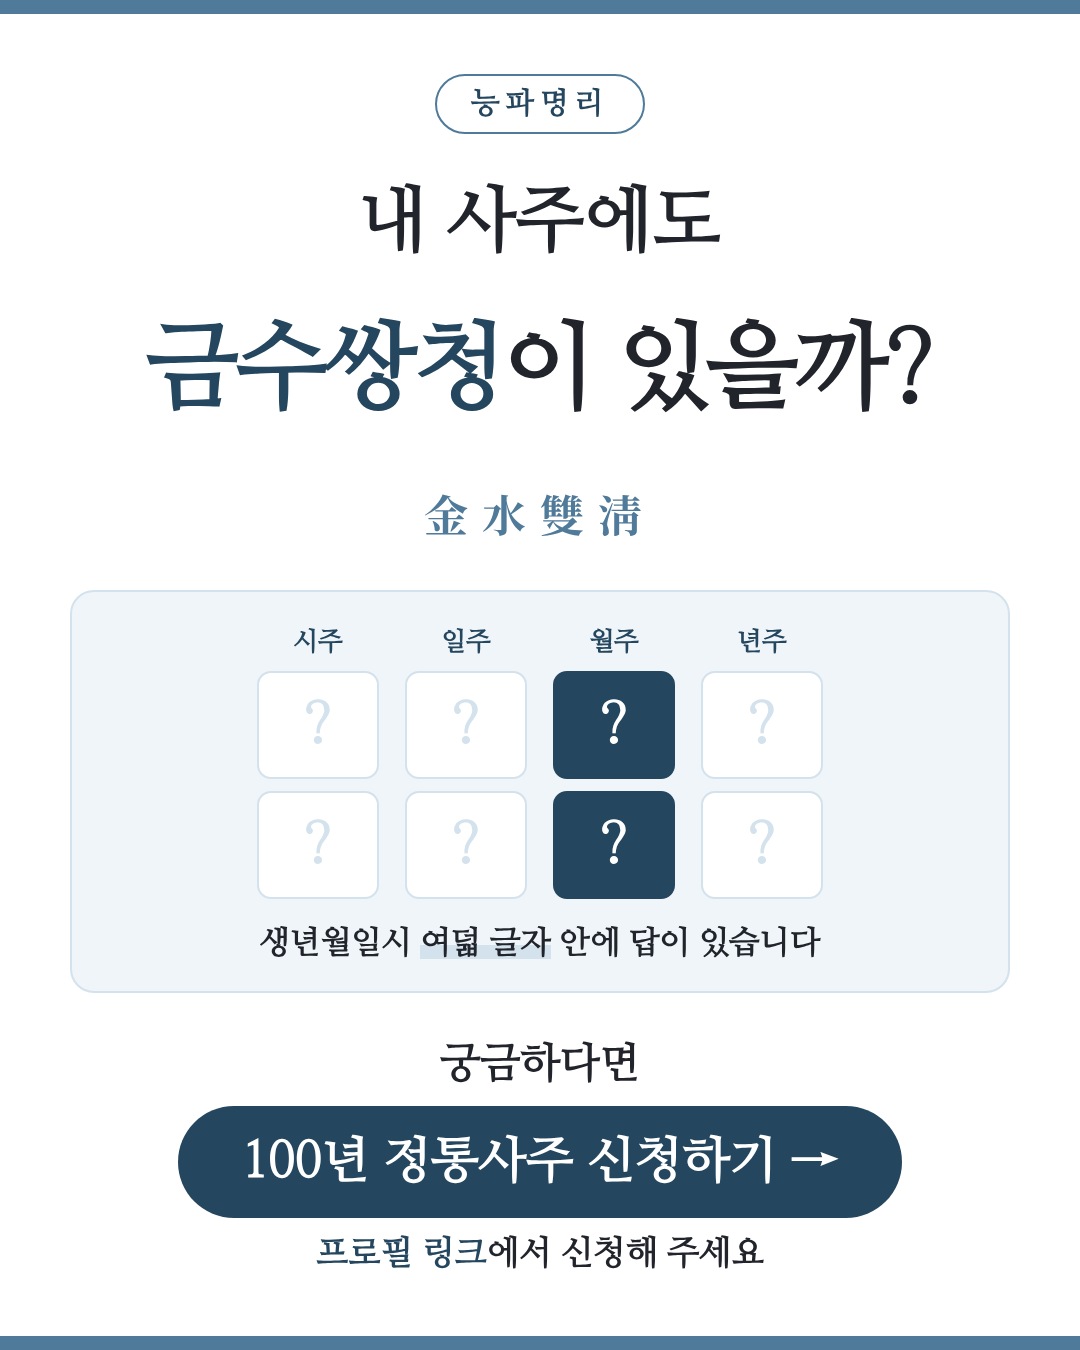 능파명리
내 사주에도
금수쌍청이 있을까?
金水雙淸
시주 일주 월주 년주
? ? ? ?
? ? ? ?
생년월일시 여덟 글자 안에 답이 있습니다
궁금하다면
100년 정통사주 신청하기 →
프로필 링크에서 신청해 주세요